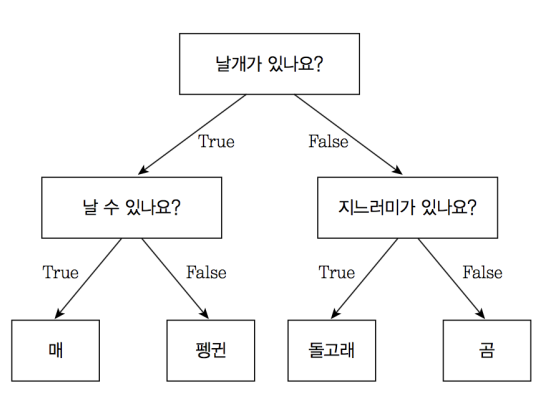 날개가 있나요?
True
False
날 수 있나요?
지느러미가 있나요?
True
False
True
False
매
펭귄
돌고래
곰